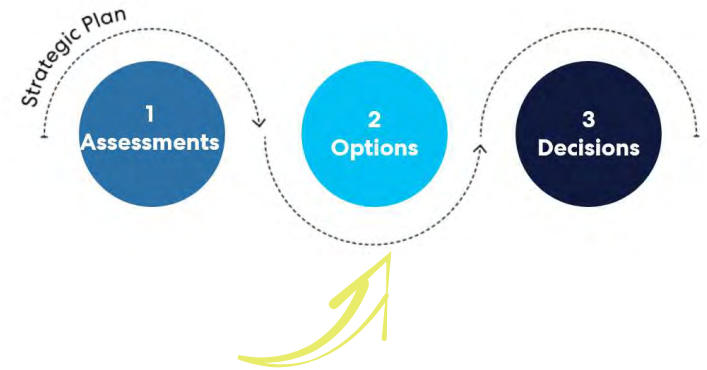 Strategic Plan
1
Assessments
2
Options
3
Decisions